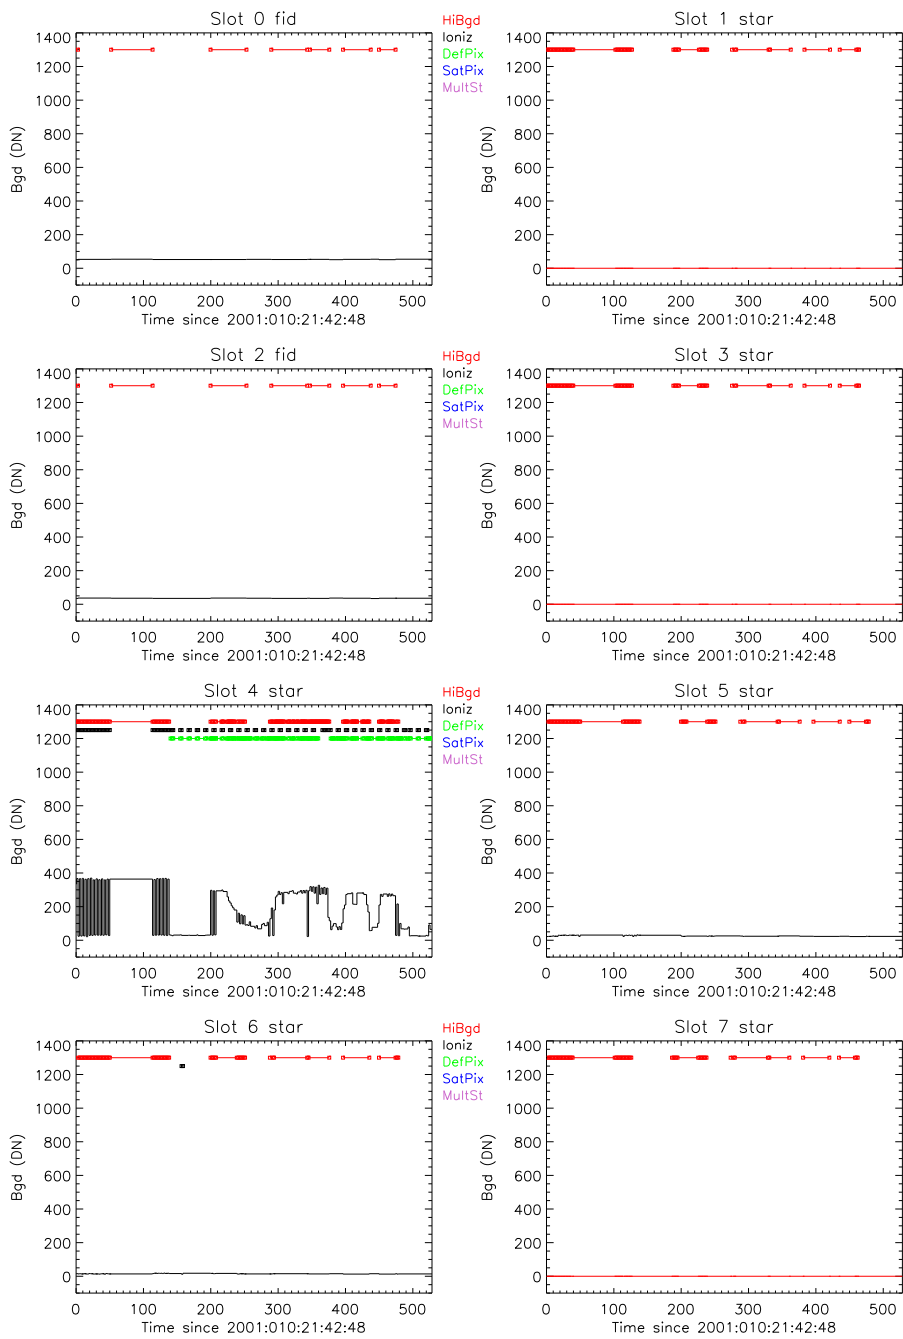 Slot 0 fid
HiBgd
Ioniz
DefPix
SatPix
MultSt
1400
1200
1000
800
600
400
200
0
Bgd (DN)
0 100 200 300 400 500
Time since 2001:010:21:42:48
Slot 1 star
1400
1200
1000
800
600
400
200
0
Bgd (DN)
0 100 200 300 400 500
Time since 2001:010:21:42:48
Slot 2 fid
HiBgd
Ioniz
DefPix
SatPix
MultSt
1400
1200
1000
800
600
400
200
0
Bgd (DN)
0 100 200 300 400 500
Time since 2001:010:21:42:48
Slot 3 star
1400
1200
1000
800
600
400
200
0
Bgd (DN)
0 100 200 300 400 500
Time since 2001:010:21:42:48
Slot 4 star
HiBgd
Ioniz
DefPix
SatPix
MultSt
1400
1200
1000
800
600
400
200
0
Bgd (DN)
0 100 200 300 400 500
Time since 2001:010:21:42:48
Slot 5 star
1400
1200
1000
800
600
400
200
0
Bgd (DN)
0 100 200 300 400 500
Time since 2001:010:21:42:48
Slot 6 star
HiBgd
Ioniz
DefPix
SatPix
MultSt
1400
1200
1000
800
600
400
200
0
Bgd (DN)
0 100 200 300 400 500
Time since 2001:010:21:42:48
Slot 7 star
1400
1200
1000
800
600
400
200
0
Bgd (DN)
0 100 200 300 400 500
Time since 2001:010:21:42:48